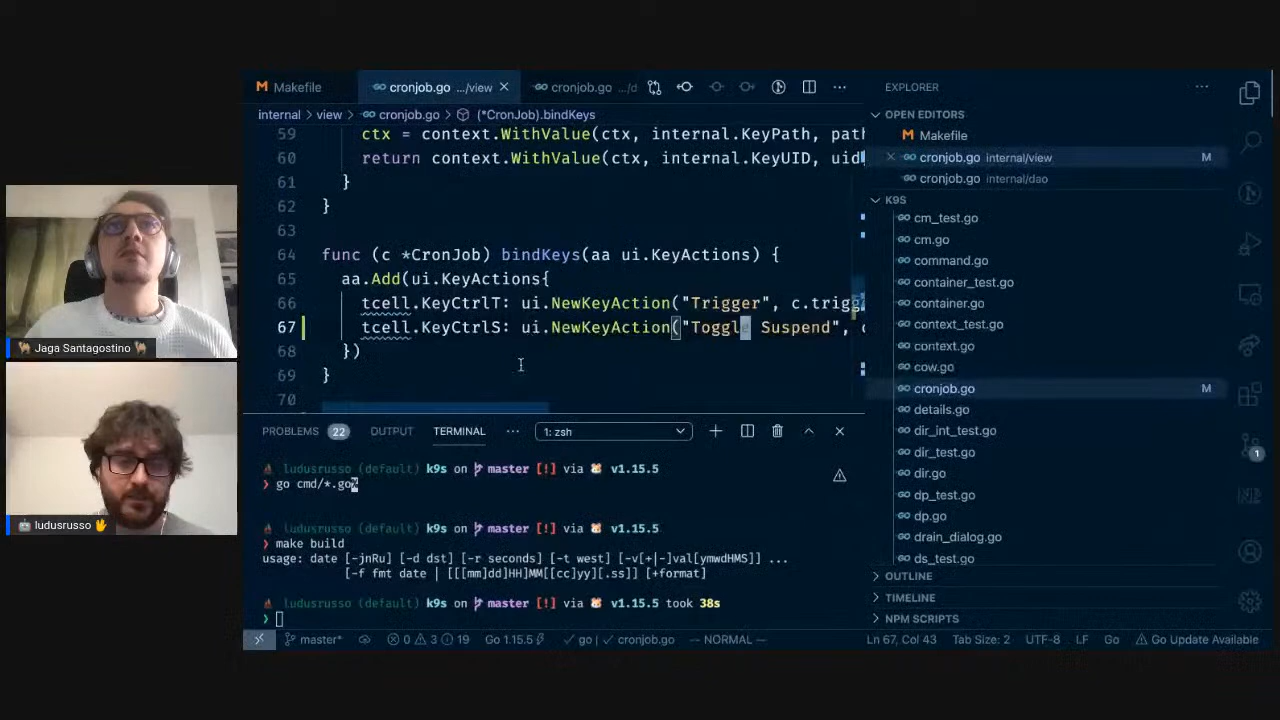 Makefile
cronjob.go .../view
cronjob.go .../d
internal > view > cronjob.go > (*CronJob).bindKeys
59 ctx = context.WithValue(ctx, internal.KeyPath, path
60 return context.WithValue(ctx, internal.KeyUID, uid
61 }
62 }
63
64 func (c *CronJob) bindKeys(aa ui.KeyActions) {
65 aa.Add(ui.KeyActions{
66 tcell.KeyCtrlT: ui.NewKeyAction("Trigger", c.trigg
67 tcell.KeyCtrlS: ui.NewKeyAction("Toggle Suspend", c
68 })
69 }
70
PROBLEMS 22 OUTPUT TERMINAL ... 1: zsh
ludusrusso (default) k9s on master [!] via v1.15.5
❯ go cmd/*.go
ludusrusso (default) k9s on master [!] via v1.15.5
❯ make build
usage: date [-jnRu] [-d dst] [-r seconds] [-t west] [-v[+|-]val[ymwdHMS]] ...
[-f fmt date | [[[mm]dd]HH]MM[[cc]yy][.ss]] [+format]
ludusrusso (default) k9s on master [!] via v1.15.5 took 38s
❯
EXPLORER
OPEN EDITORS
Makefile
cronjob.go internal/view M
cronjob.go internal/dao
K9S
cm_test.go
cm.go
command.go
container_test.go
container.go
context_test.go
context.go
cow.go
cronjob.go M
details.go
dir_int_test.go
dir_test.go
dir.go
dp_test.go
dp.go
drain_dialog.go
ds_test.go
OUTLINE
TIMELINE
NPM SCRIPTS
1
master* 0 3 19 Go 1.15.5 go | cronjob.go -- NORMAL -- Ln 67, Col 43 Tab Size: 2 UTF-8 LF Go Go Update Available
🐪 Jaga Santagostino 🐪
🤖 ludusrusso 🖖